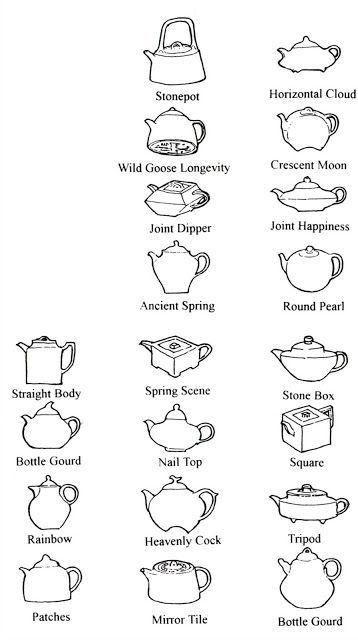 Stonepot
Horizontal Cloud
Wild Goose Longevity
Crescent Moon
Joint Dipper
Joint Happiness
Ancient Spring
Round Pearl
Straight Body
Spring Scene
Stone Box
Bottle Gourd
Nail Top
Square
Rainbow
Heavenly Cock
Tripod
Patches
Mirror Tile
Bottle Gourd